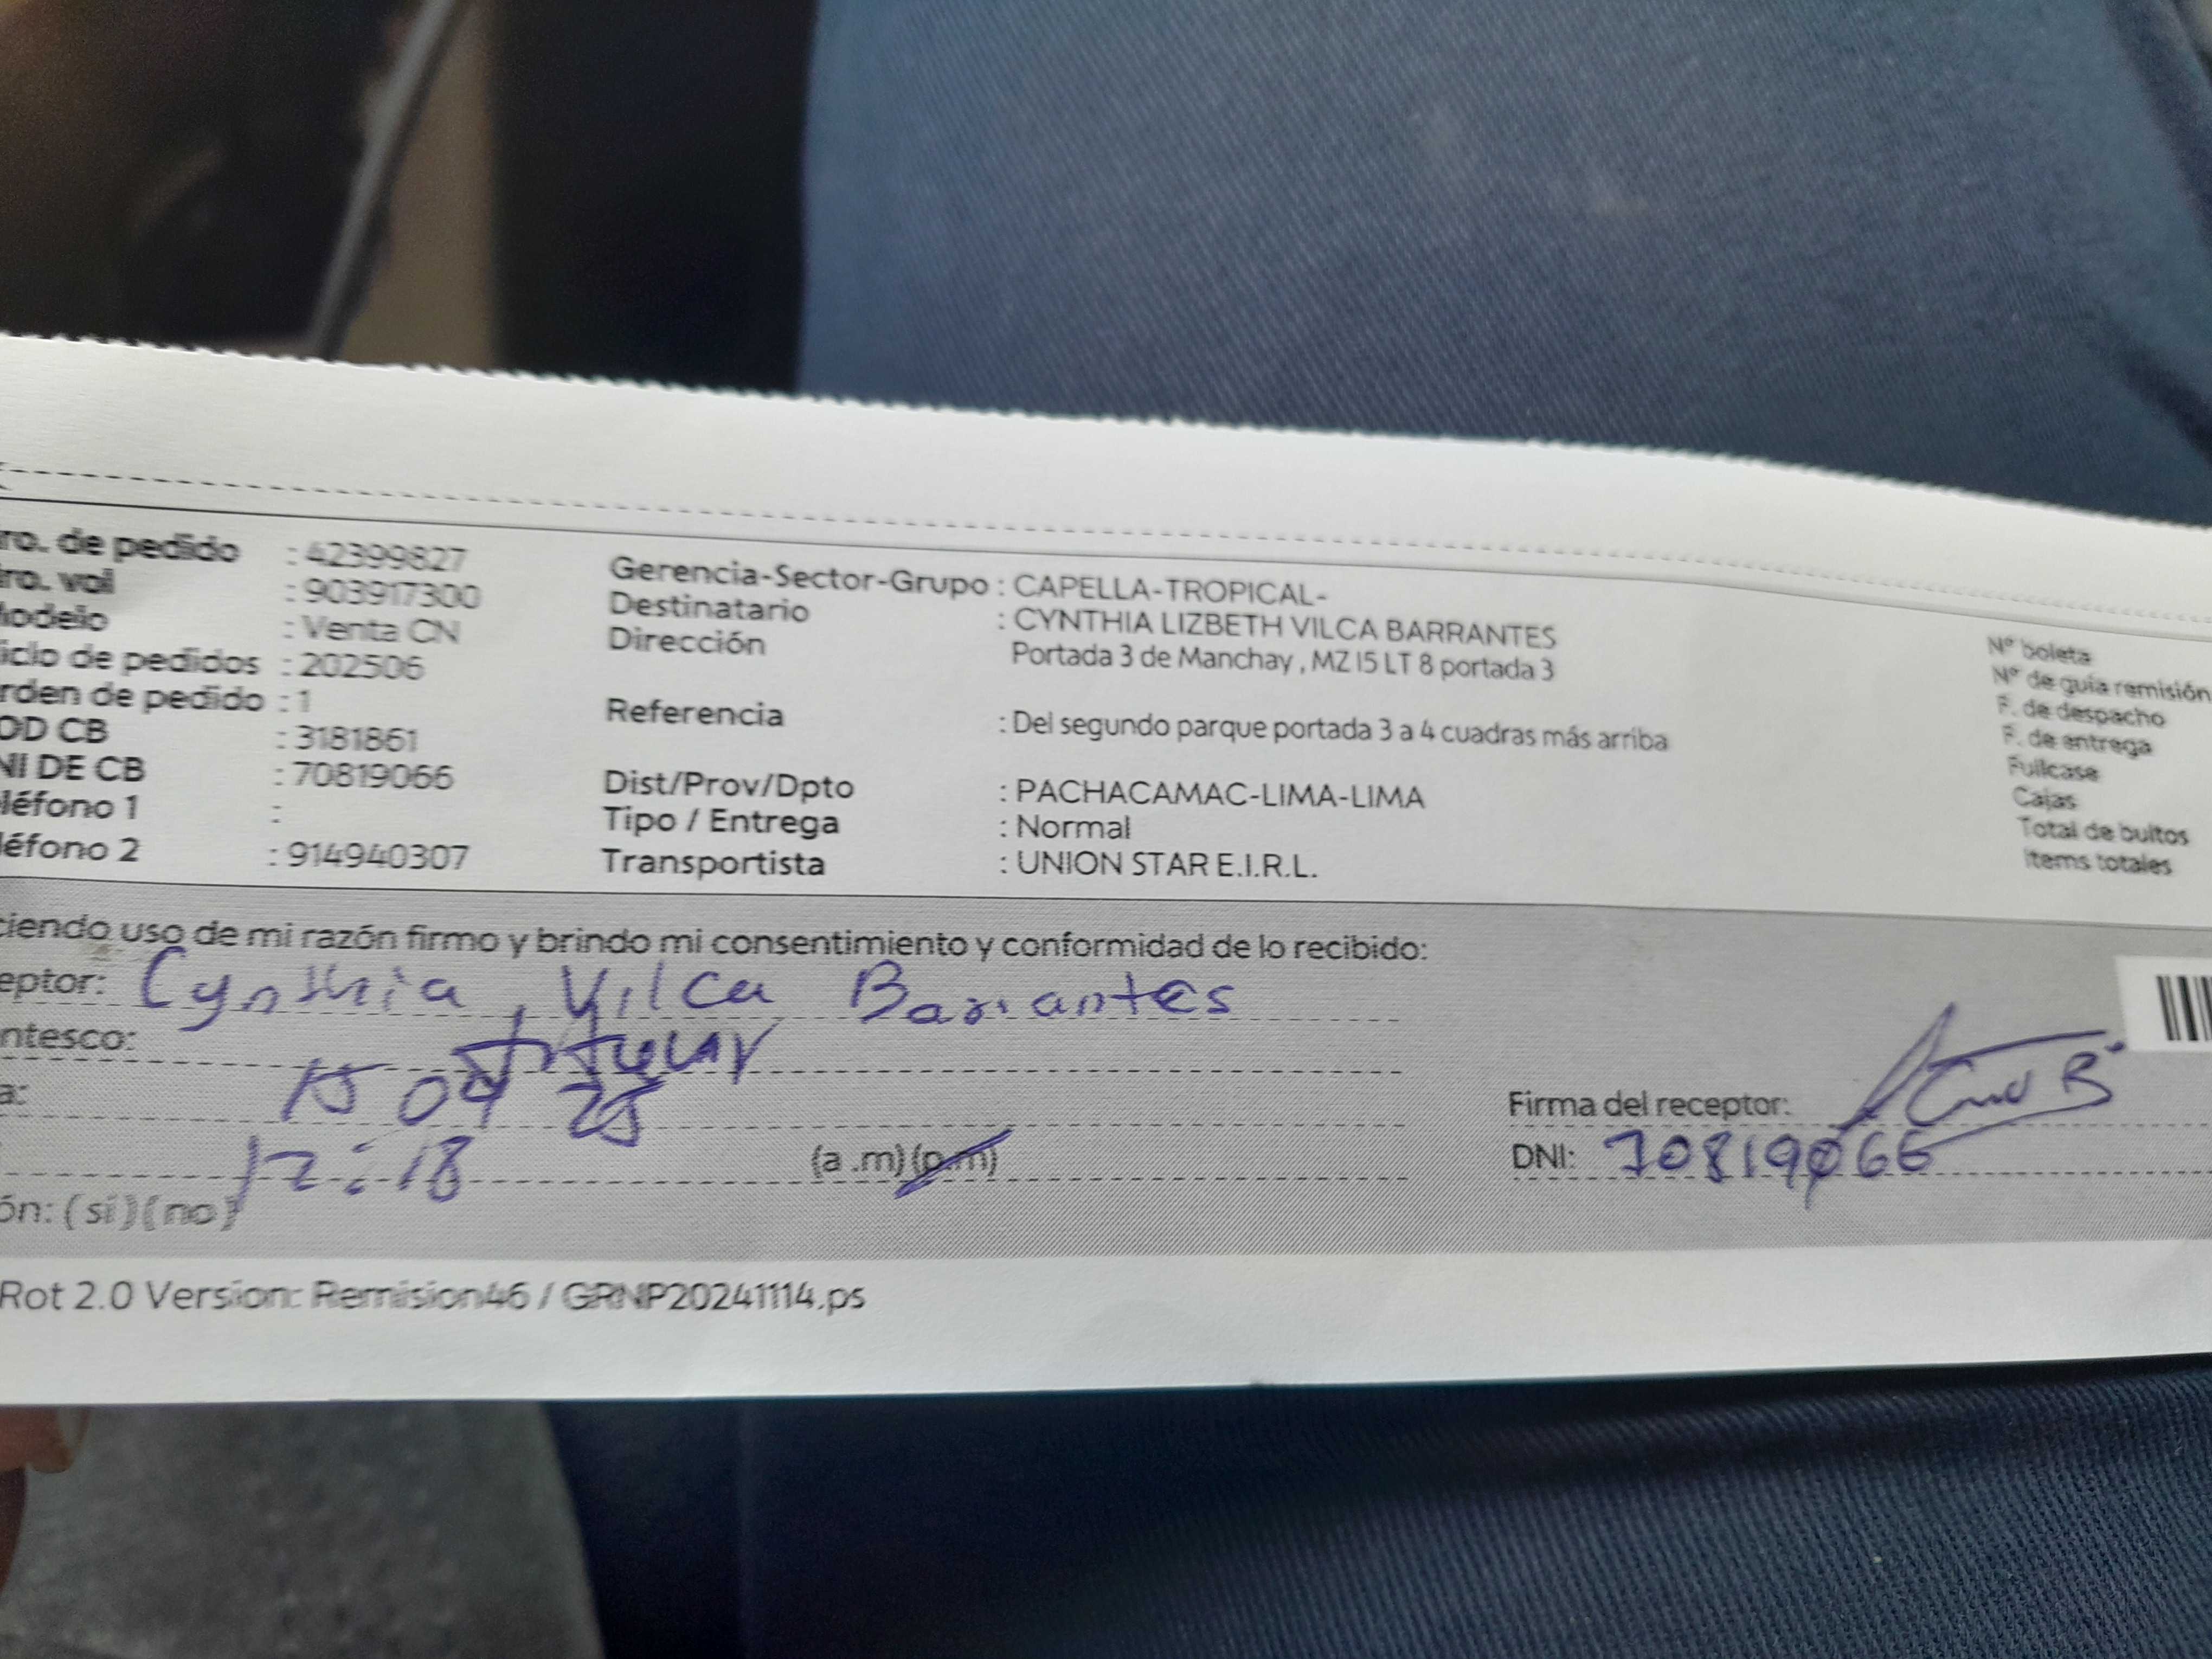 ro. de pedido : 42399827
ro. vol : 903917300
Modelo : Venta CN
iclo de pedidos : 202506
rden de pedido : 1
OD CB : 3181861
NI DE CB : 70819066
léfono 1 :
léfono 2 : 914940307
Gerencia-Sector-Grupo : CAPELLA-TROPICAL-
Destinatario : CYNTHIA LIZBETH VILCA BARRANTES
Dirección Portada 3 de Manchay , MZ I5 LT 8 portada 3
Referencia : Del segundo parque portada 3 a 4 cuadras más arriba
Dist/Prov/Dpto : PACHACAMAC-LIMA-LIMA
Tipo / Entrega : Normal
Transportista : UNION STAR E.I.R.L.
N° boleta
N° de guía remisión
F. de despacho
F. de entrega
Fullcase
Cajas
Total de bultos
Items totales
ciendo uso de mi razón firmo y brindo mi consentimiento y conformidad de lo recibido:
eptor: Cynthia Vilca Barrantes
ntesco: titular
a: 15 04 25
12:18 (a .m)(p.m)
ón: (si)(no)
Firma del receptor:
DNI: 70819066
Rot 2.0 Version: Remision46 / GRNP20241114.ps